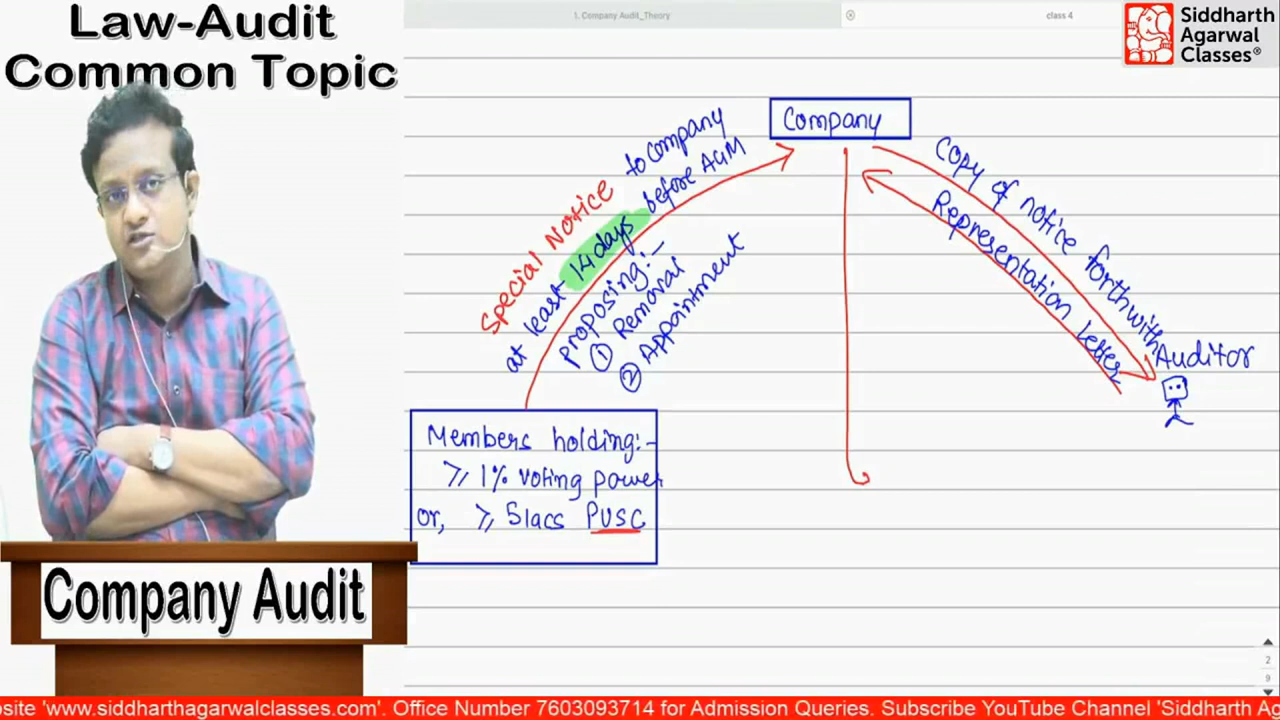 Law-Audit
Common Topic
1. Company Audit_Theory
class 4
Siddharth
Agarwal
Classes®
Company
Special Notice to company
at least 14 days before AGM
proposing:-
① Removal
② Appointment
Copy of notice forthwith
Representation letter
Auditor
Members holding:-
≥ 1% voting power
or, ≥ 5lacs PUSC
Company Audit
2
9
osite 'www.siddharthagarwalclasses.com'. Office Number 7603093714 for Admission Queries. Subscribe YouTube Channel 'Siddharth Ag